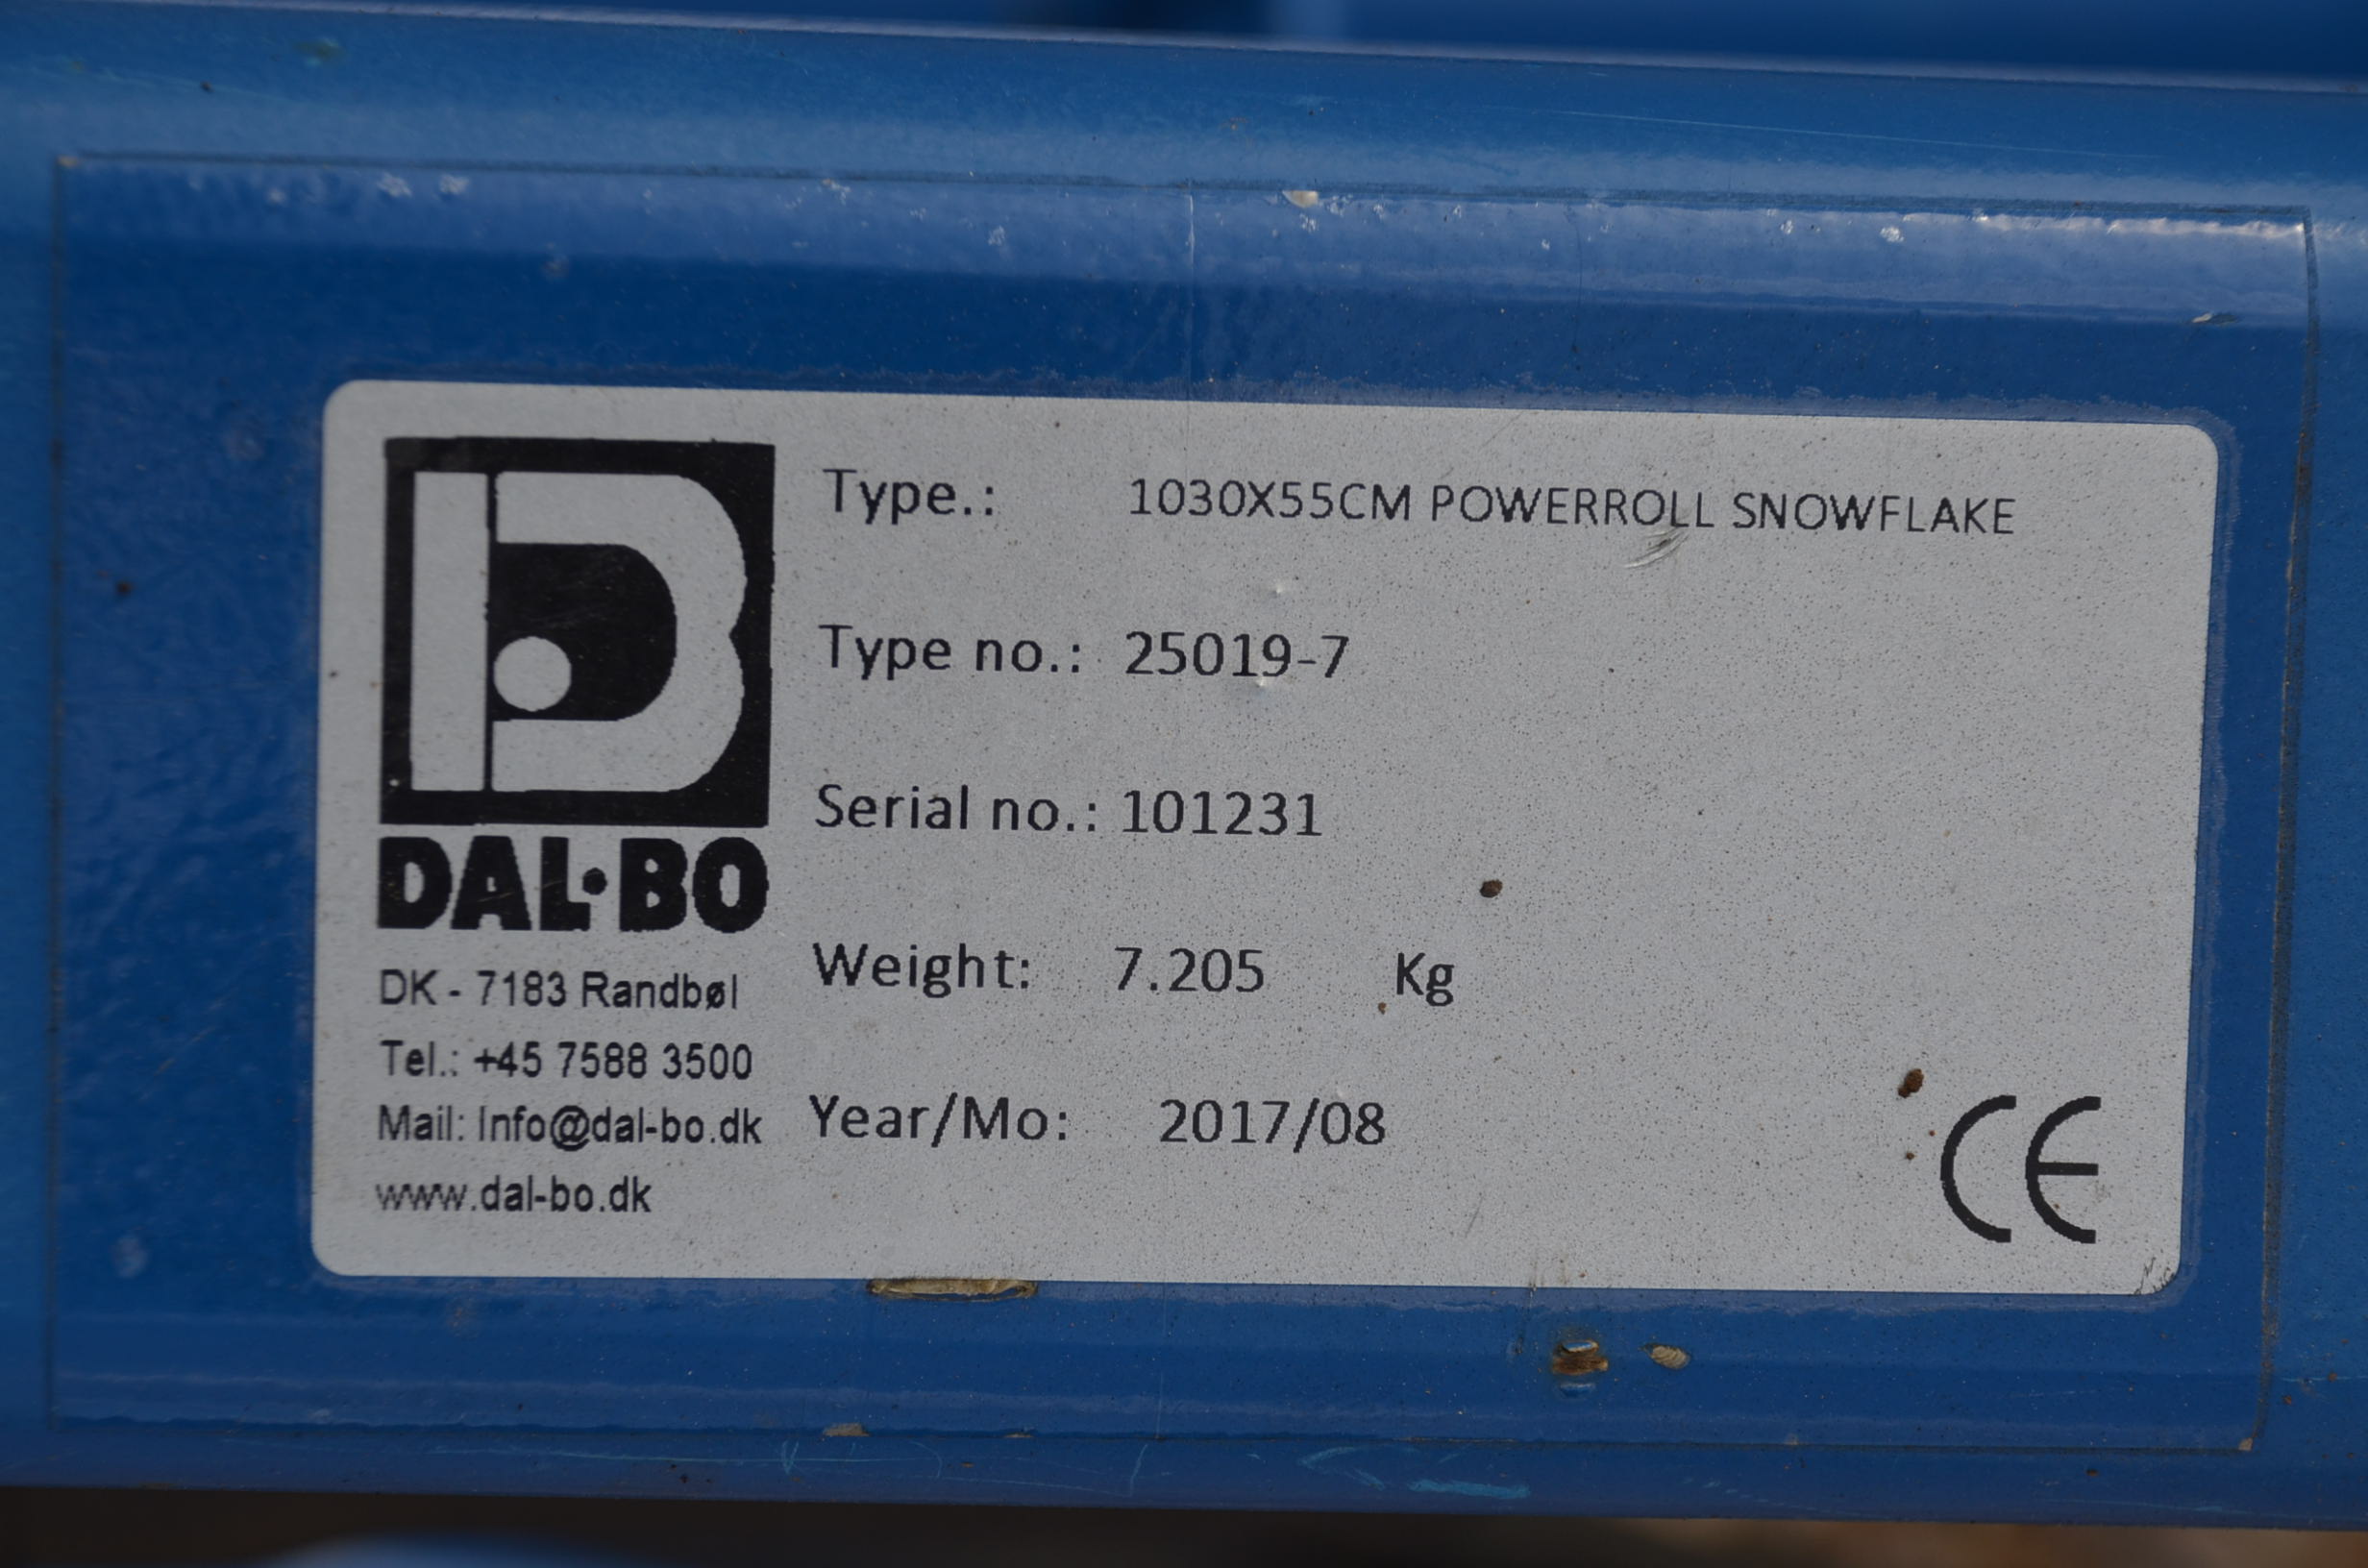 Type.: 1030X55CM POWERROLL SNOWFLAKE
Type no.: 25019-7
Serial no.: 101231
Weight: 7.205 Kg
Year/Mo: 2017/08
DAL·BO
DK - 7183 Randbøl
Tel.: +45 7588 3500
Mail: Info@dal-bo.dk
www.dal-bo.dk
CE